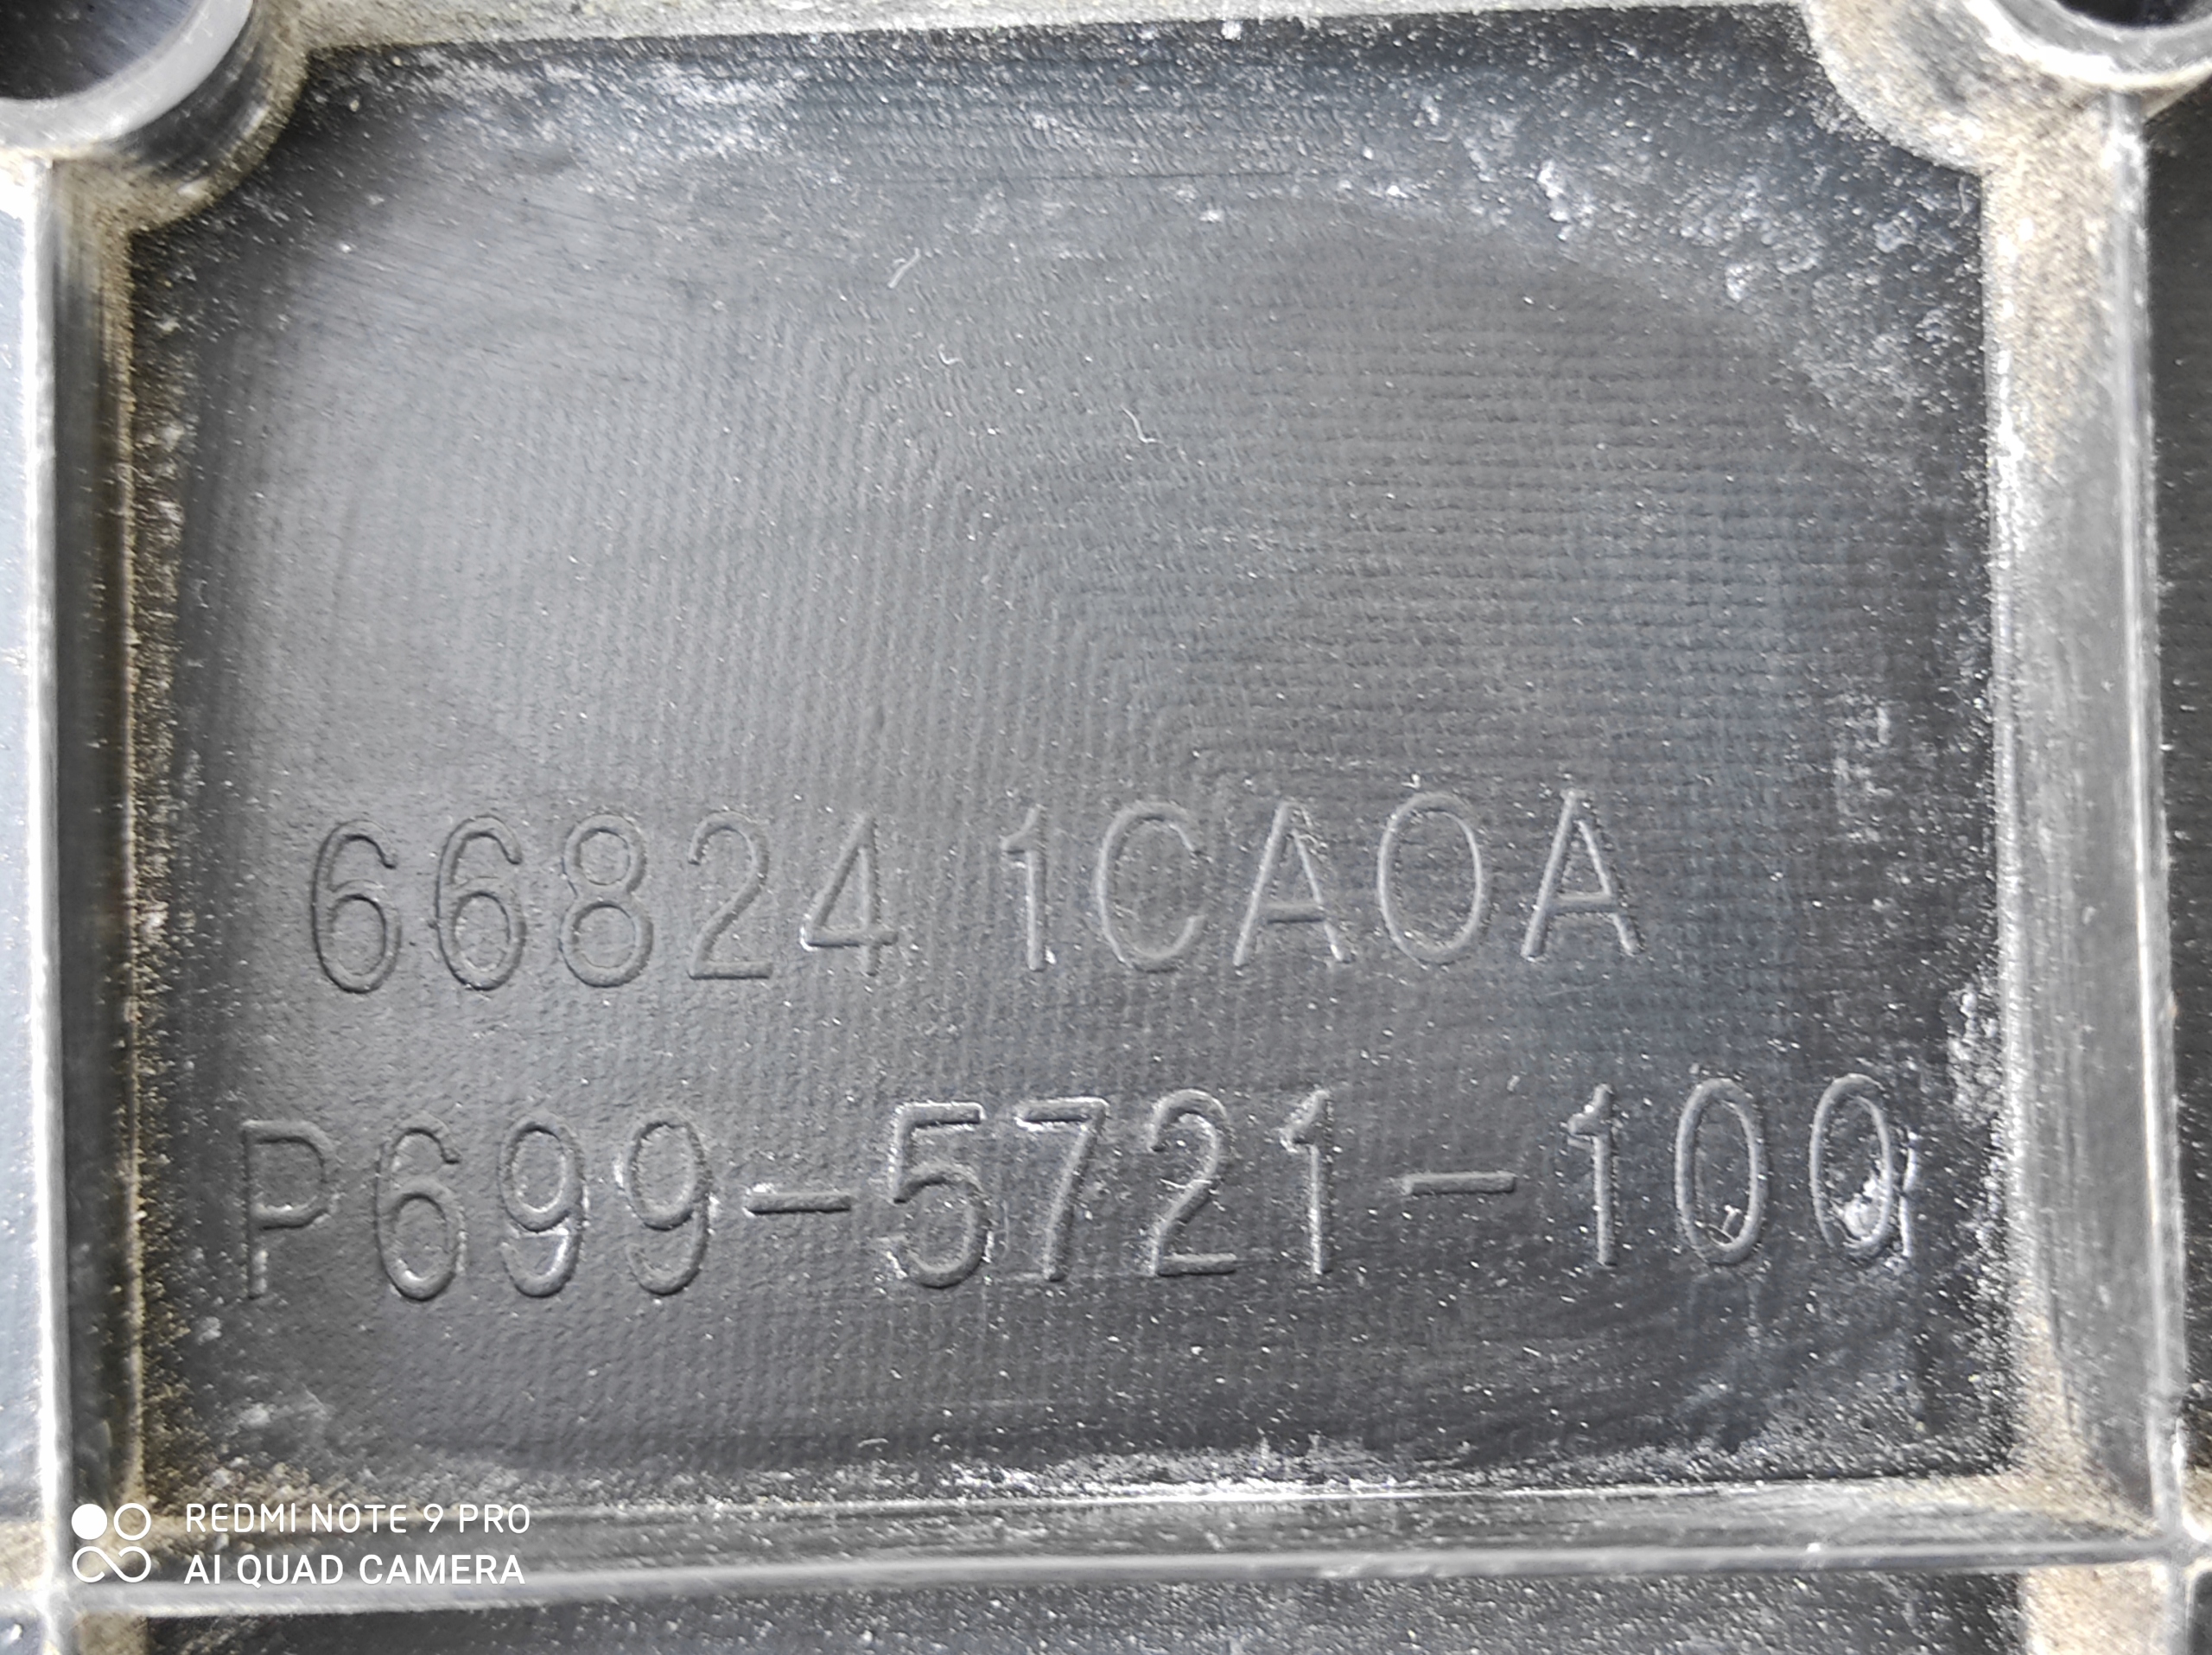 66824 1CA0A
P699-5721-100
REDMI NOTE 9 PRO
AI QUAD CAMERA